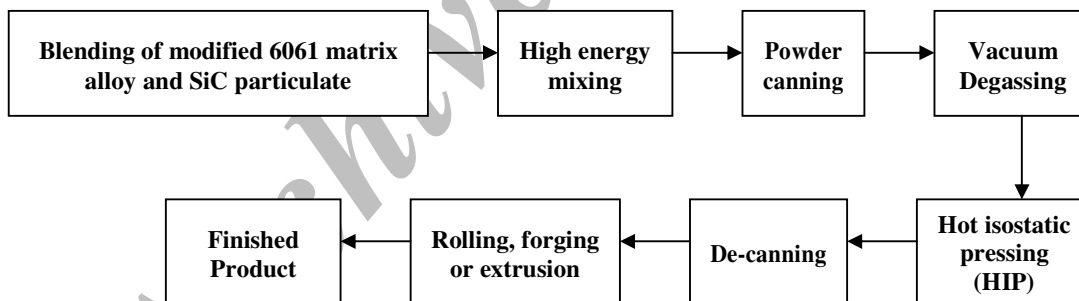 Blending of modified 6061 matrix
alloy and SiC particulate
High energy
mixing
Powder
canning
Vacuum
Degassing
Hot isostatic
pressing
(HIP)
De-canning
Rolling, forging
or extrusion
Finished
Product